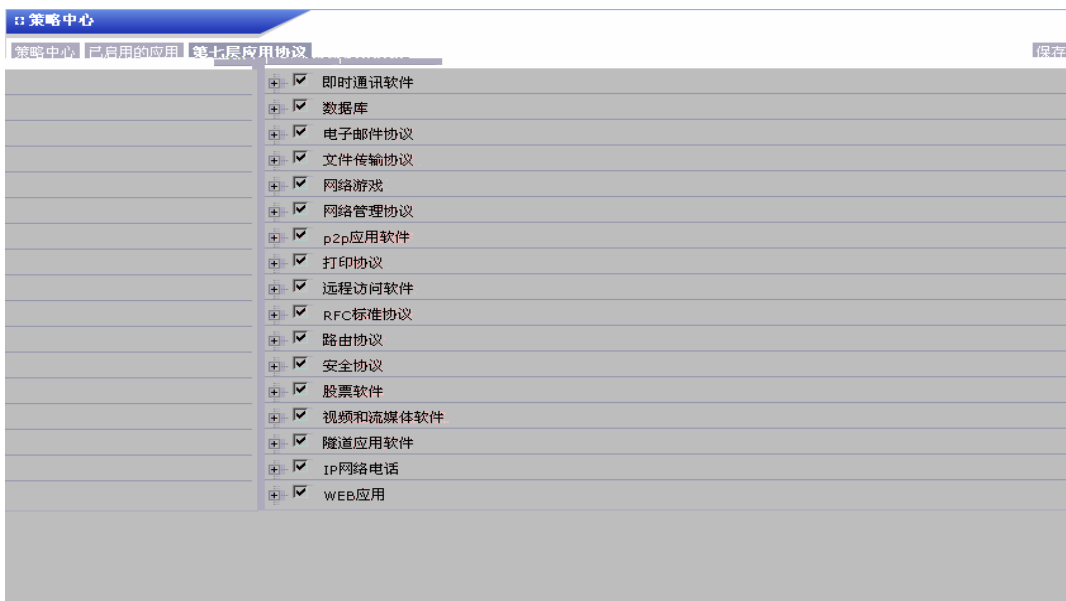 策略中心
策略中心 已启用的应用 第七层应用协议 保存
即时通讯软件
数据库
电子邮件协议
文件传输协议
网络游戏
网络管理协议
p2p应用软件
打印协议
远程访问软件
RFC标准协议
路由协议
安全协议
股票软件
视频和流媒体软件
隧道应用软件
IP网络电话
WEB应用